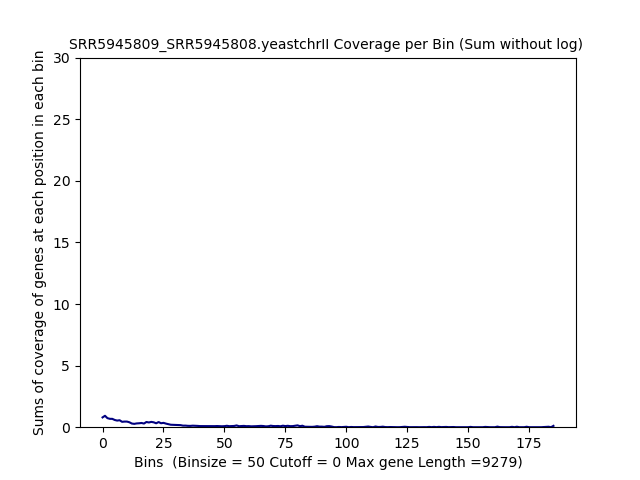 SRR5945809_SRR5945808.yeastchrII Coverage per Bin (Sum without log)
Sums of coverage of genes at each position in each bin
30
25
20
15
10
5
0
0 25 50 75 100 125 150 175
Bins  (Binsize = 50 Cutoff = 0 Max gene Length =9279)